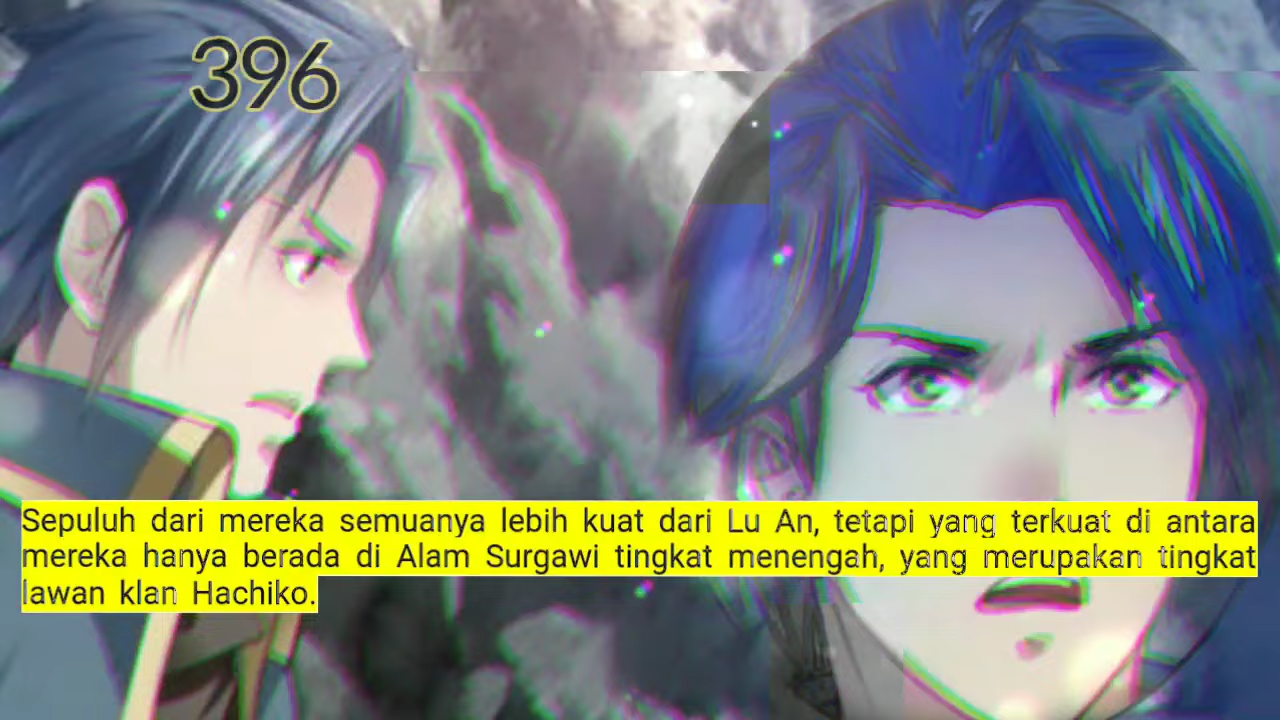 396
Sepuluh dari mereka semuanya lebih kuat dari Lu An, tetapi yang terkuat di antara
mereka hanya berada di Alam Surgawi tingkat menengah, yang merupakan tingkat
lawan klan Hachiko.